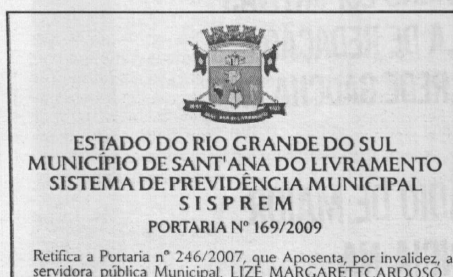 ESTADO DO RIO GRANDE DO SUL
MUNICÍPIO DE SANT'ANA DO LIVRAMENTO
SISTEMA DE PREVIDÊNCIA MUNICIPAL
SISPREM
PORTARIA Nº 169/2009
Retifica a Portaria nº 246/2007, que Aposenta, por invalidez, a
servidora pública Municipal, LIZÉ MARGARETTCARDOSO